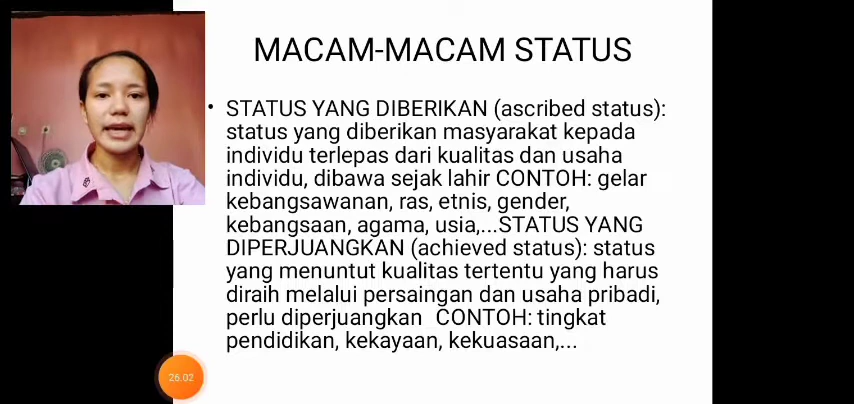 MACAM-MACAM STATUS
• STATUS YANG DIBERIKAN (ascribed status):
status yang diberikan masyarakat kepada
individu terlepas dari kualitas dan usaha
individu, dibawa sejak lahir CONTOH: gelar
kebangsawanan, ras, etnis, gender,
kebangsaan, agama, usia,...STATUS YANG
DIPERJUANGKAN (achieved status): status
yang menuntut kualitas tertentu yang harus
diraih melalui persaingan dan usaha pribadi,
perlu diperjuangkan  CONTOH: tingkat
pendidikan, kekayaan, kekuasaan,...
26.02